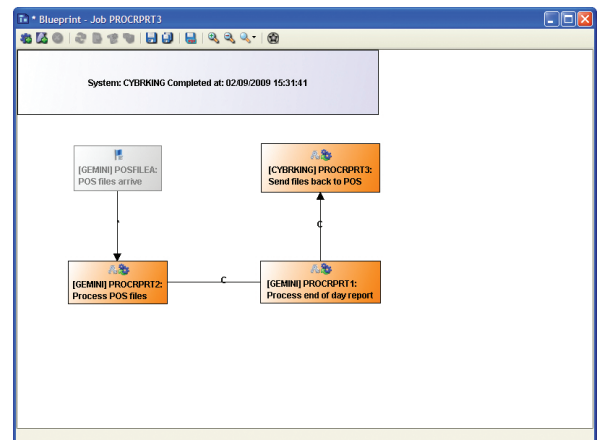 * Blueprint - Job PROCRPRT3
System: CYBRKING Completed at: 02/09/2009 15:31:41
[GEMINI] POSFILEA:
POS files arrive
[CYBRKING] PROCRPRT3:
Send files back to POS
C
[GEMINI] PROCRPRT2:
Process POS files
C
[GEMINI] PROCRPRT1:
Process end of day report